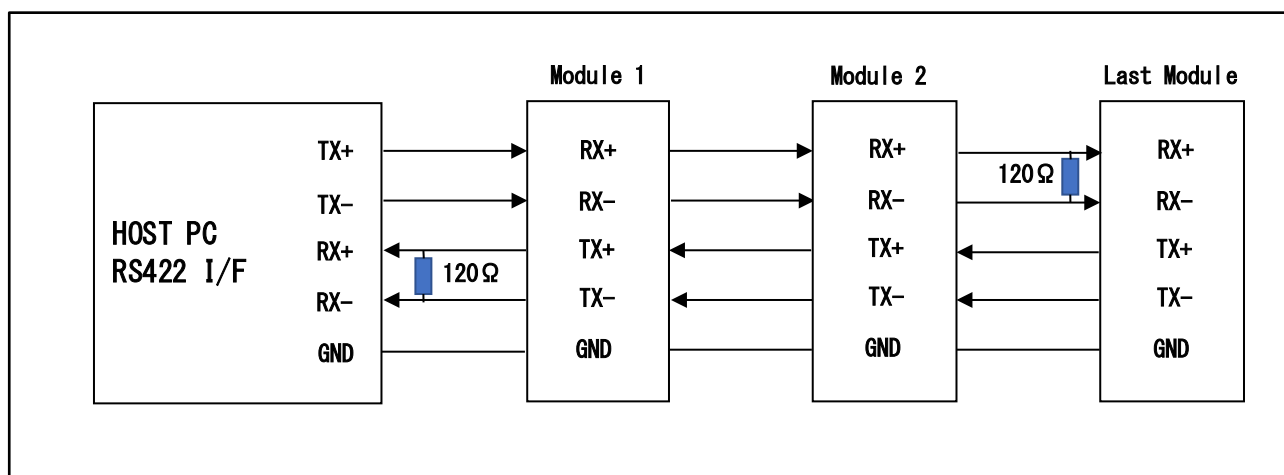 Module 1
Module 2
Last Module
HOST PC
RS422 I/F
TX+
TX-
RX+
RX-
GND
120Ω
RX+
RX-
TX+
TX-
GND
RX+
RX-
TX+
TX-
GND
120Ω
RX+
RX-
TX+
TX-
GND